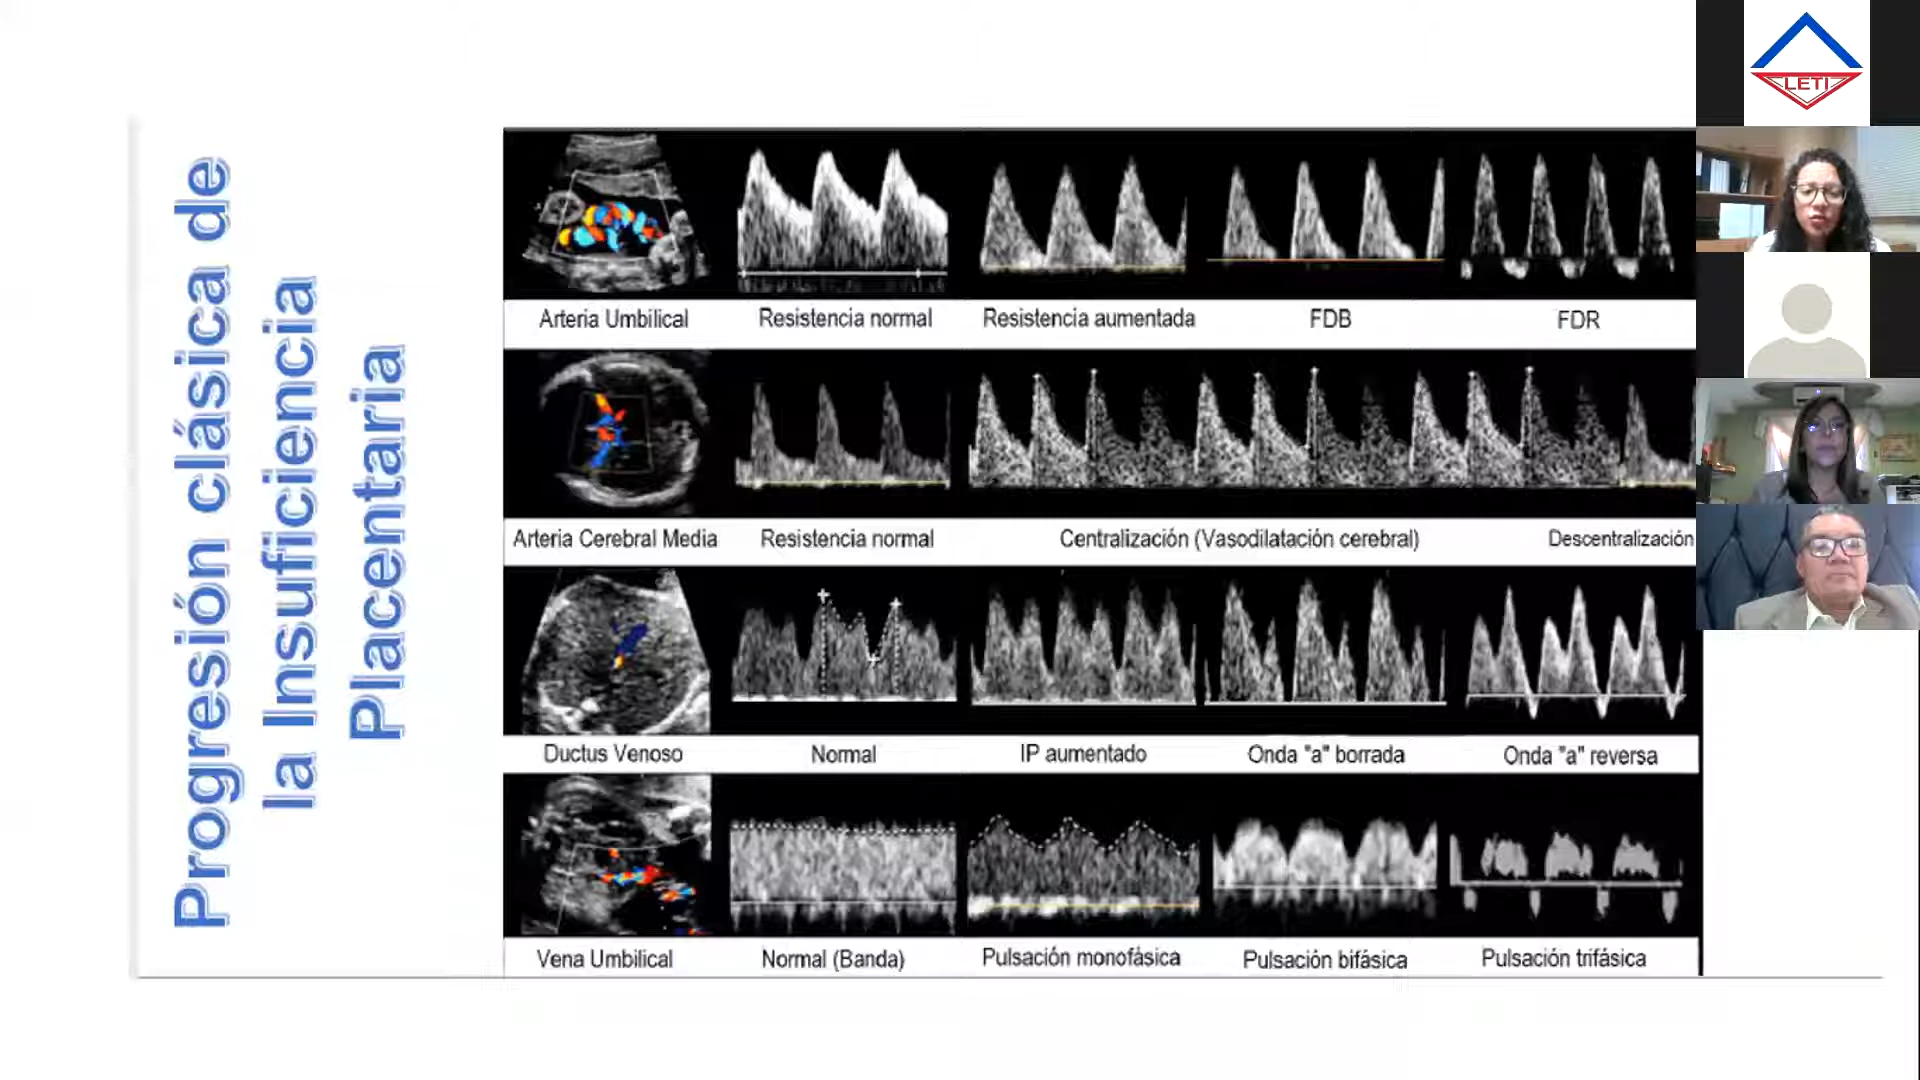 Progresión clásica de
la Insuficiencia
Placentaria
Arteria Umbilical Resistencia normal Resistencia aumentada FDB FDR
Arteria Cerebral Media Resistencia normal Centralización (Vasodilatación cerebral) Descentralización
Ductus Venoso Normal IP aumentado Onda "a" borrada Onda "a" reversa
Vena Umbilical Normal (Banda) Pulsación monofásica Pulsación bifásica Pulsación trifásica
LETI